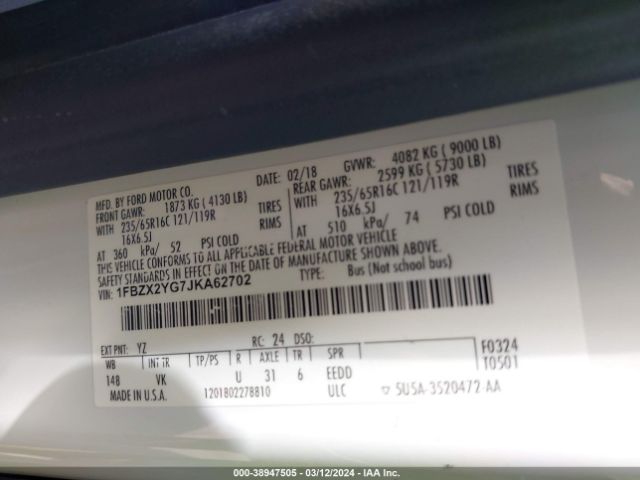 MFD. BY FORD MOTOR CO.
DATE: 02/18 GVWR: 4082 KG ( 9000 LB)
FRONT GAWR: 1873 KG ( 4130 LB) REAR GAWR: 2599 KG ( 5730 LB)
WITH 235/65R16C 121/119R TIRES WITH 235/65R16C 121/119R TIRES
16X6.5J RIMS 16X6.5J RIMS
AT 360 kPa/ 52 PSI COLD AT 510 kPa/ 74 PSI COLD
THIS VEHICLE CONFORMS TO ALL APPLICABLE FEDERAL MOTOR VEHICLE
SAFETY STANDARDS IN EFFECT ON THE DATE OF MANUFACTURE SHOWN ABOVE.
VIN: 1FBZX2YG7JKA62702 TYPE: Bus (Not school bus)
EXT PNT: YZ RC: 24 DSO:
WB INT TR TP/PS R AXLE TR SPR F0324
148 VK U 31 6 EEDD T0501
MADE IN U.S.A. 1201802278810 ULC 5U5A-3520472-AA
000-38947505 - 03/12/2024 - IAA Inc.